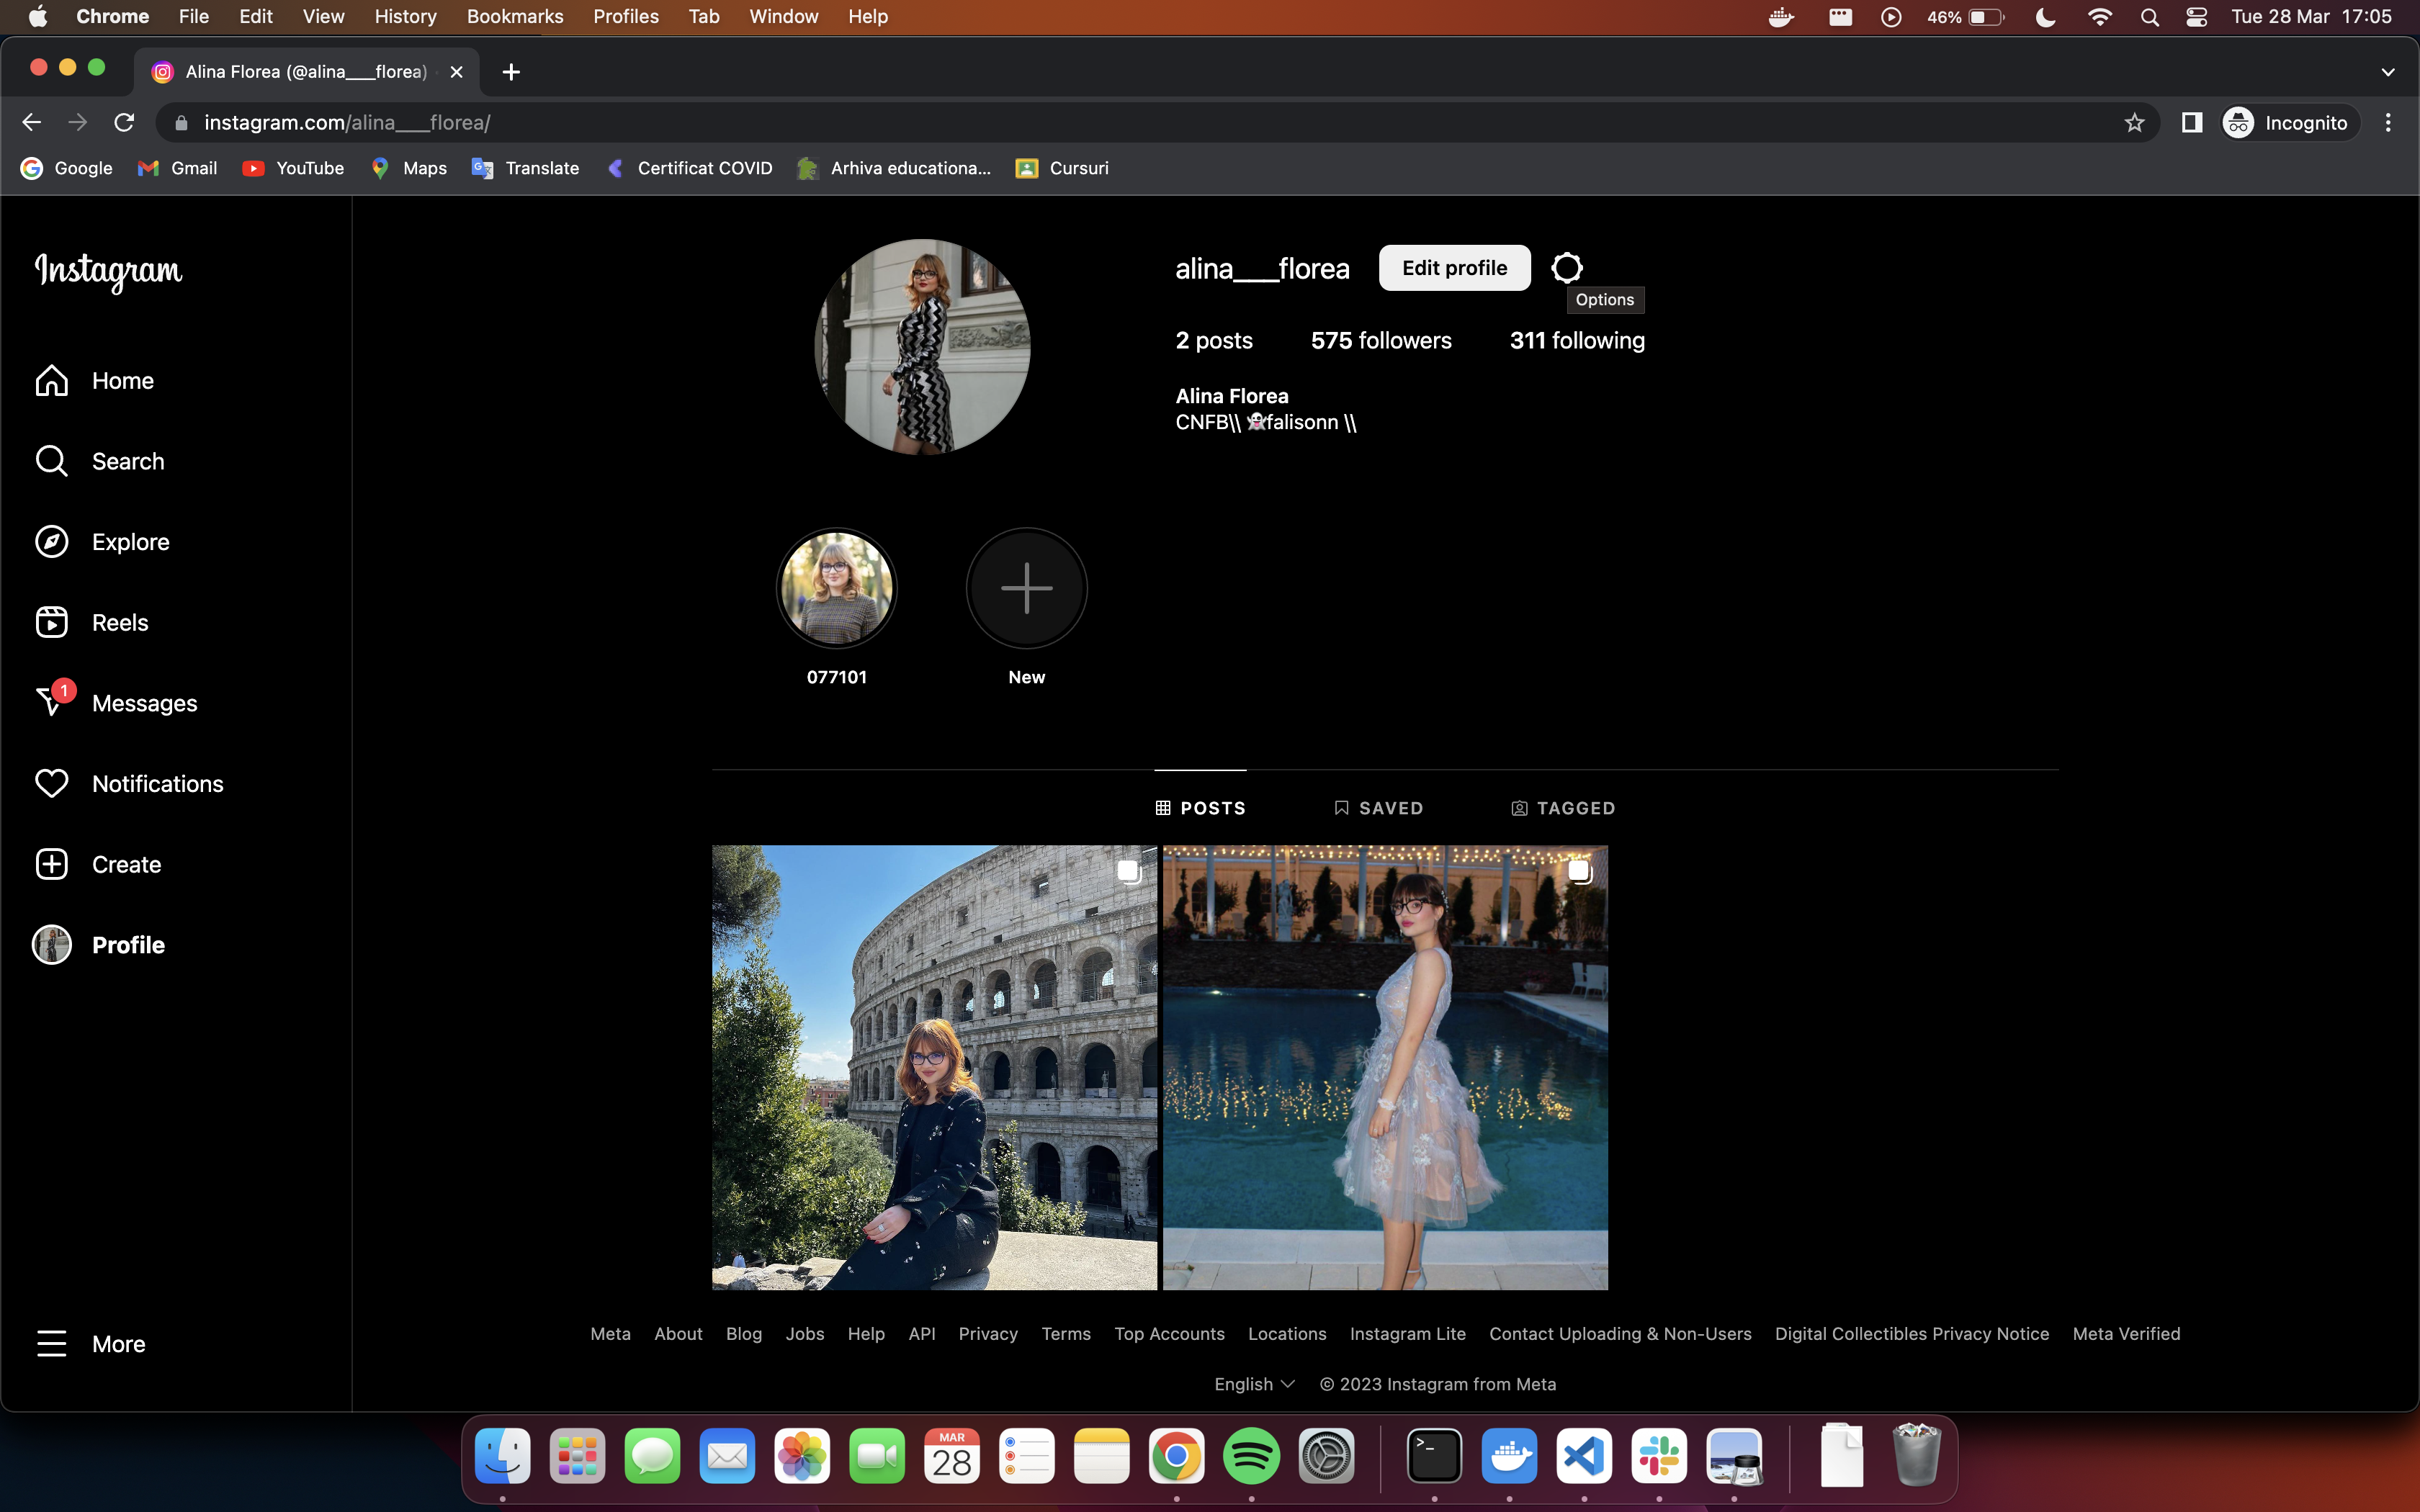 Chrome File Edit View History Bookmarks Profiles Tab Window Help 46% Tue 28 Mar 17:05
Alina Florea (@alina___florea)
instagram.com/alina___florea/ Incognito
Google Gmail YouTube Maps Translate Certificat COVID Arhiva educationa... Cursuri
Instagram
Home
Search
Explore
Reels
1
Messages
Notifications
Create
Profile
More
alina___florea Edit profile
Options
2 posts 575 followers 311 following
Alina Florea
CNFB\\ 👻falisonn \\
077101 New
POSTS SAVED TAGGED
Meta About Blog Jobs Help API Privacy Terms Top Accounts Locations Instagram Lite Contact Uploading & Non-Users Digital Collectibles Privacy Notice Meta Verified
English © 2023 Instagram from Meta
MAR
28
>_